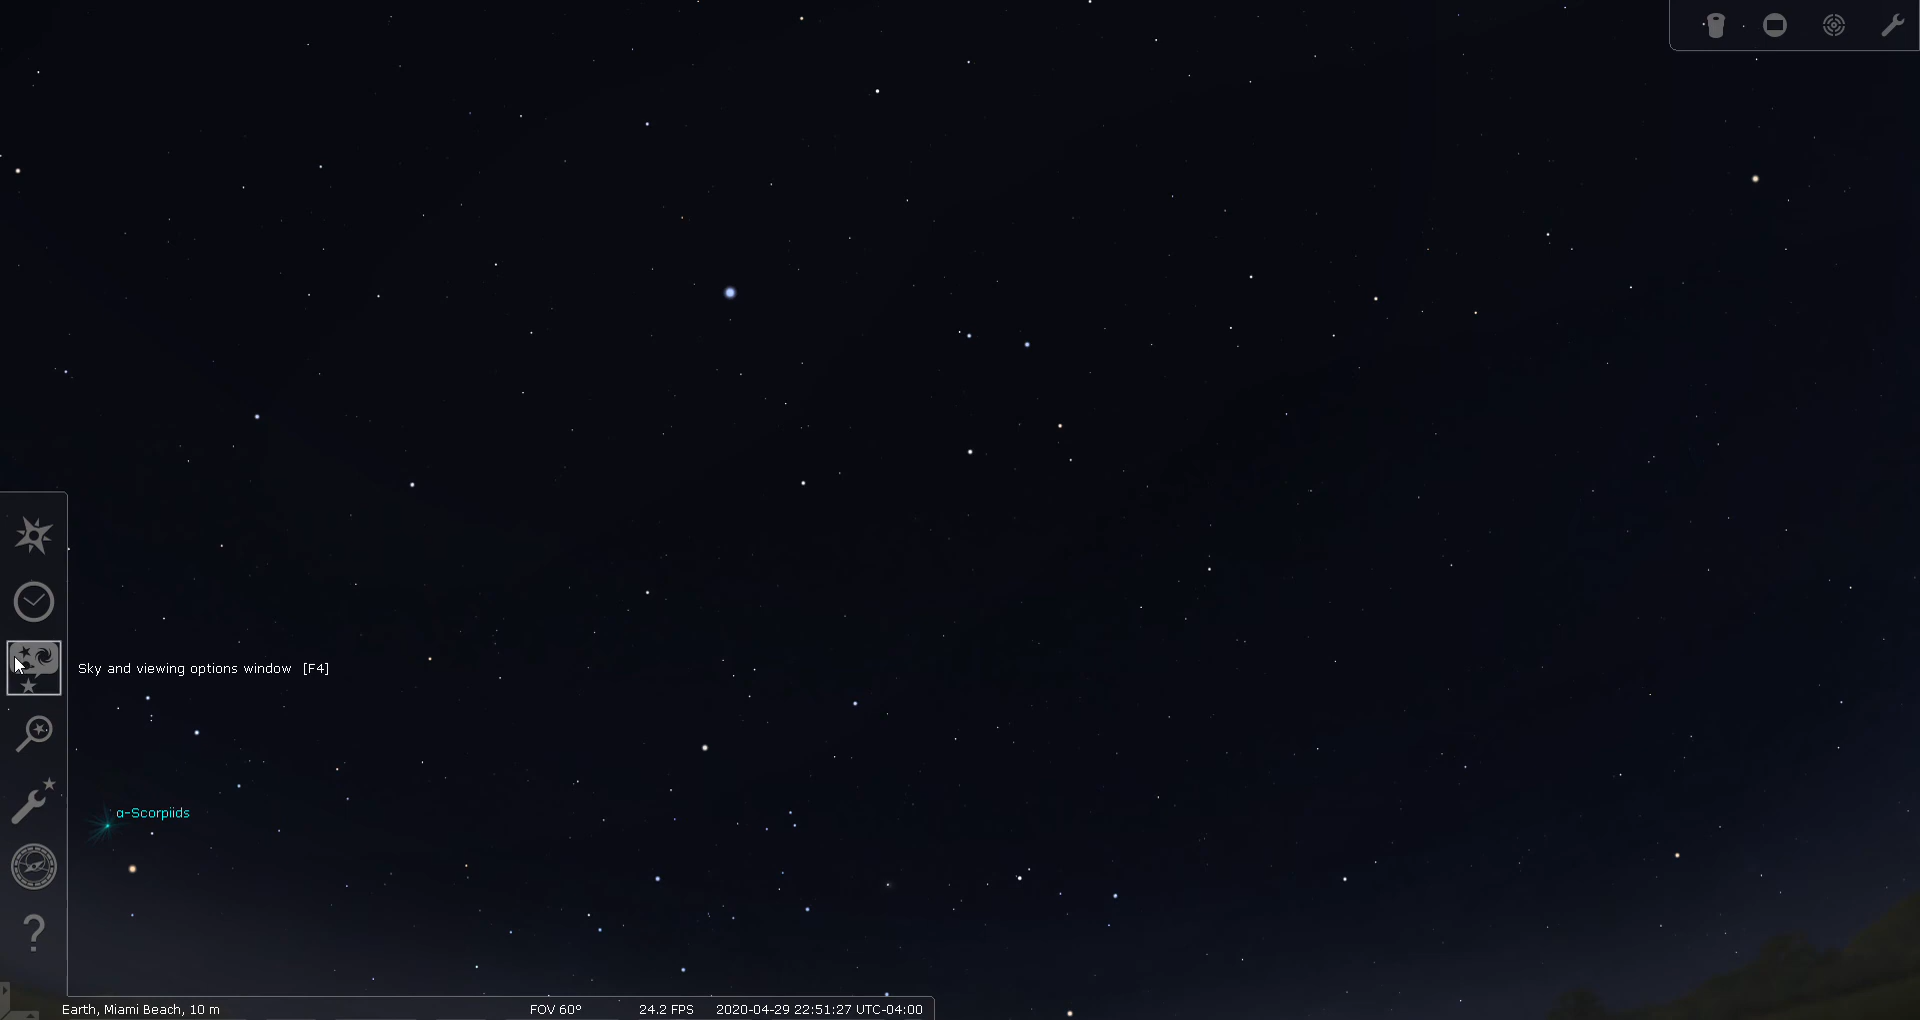 Sky and viewing options window [F4]
α-Scorpiids
Earth, Miami Beach, 10 m FOV 60° 24.2 FPS 2020-04-29 22:51:27 UTC-04:00